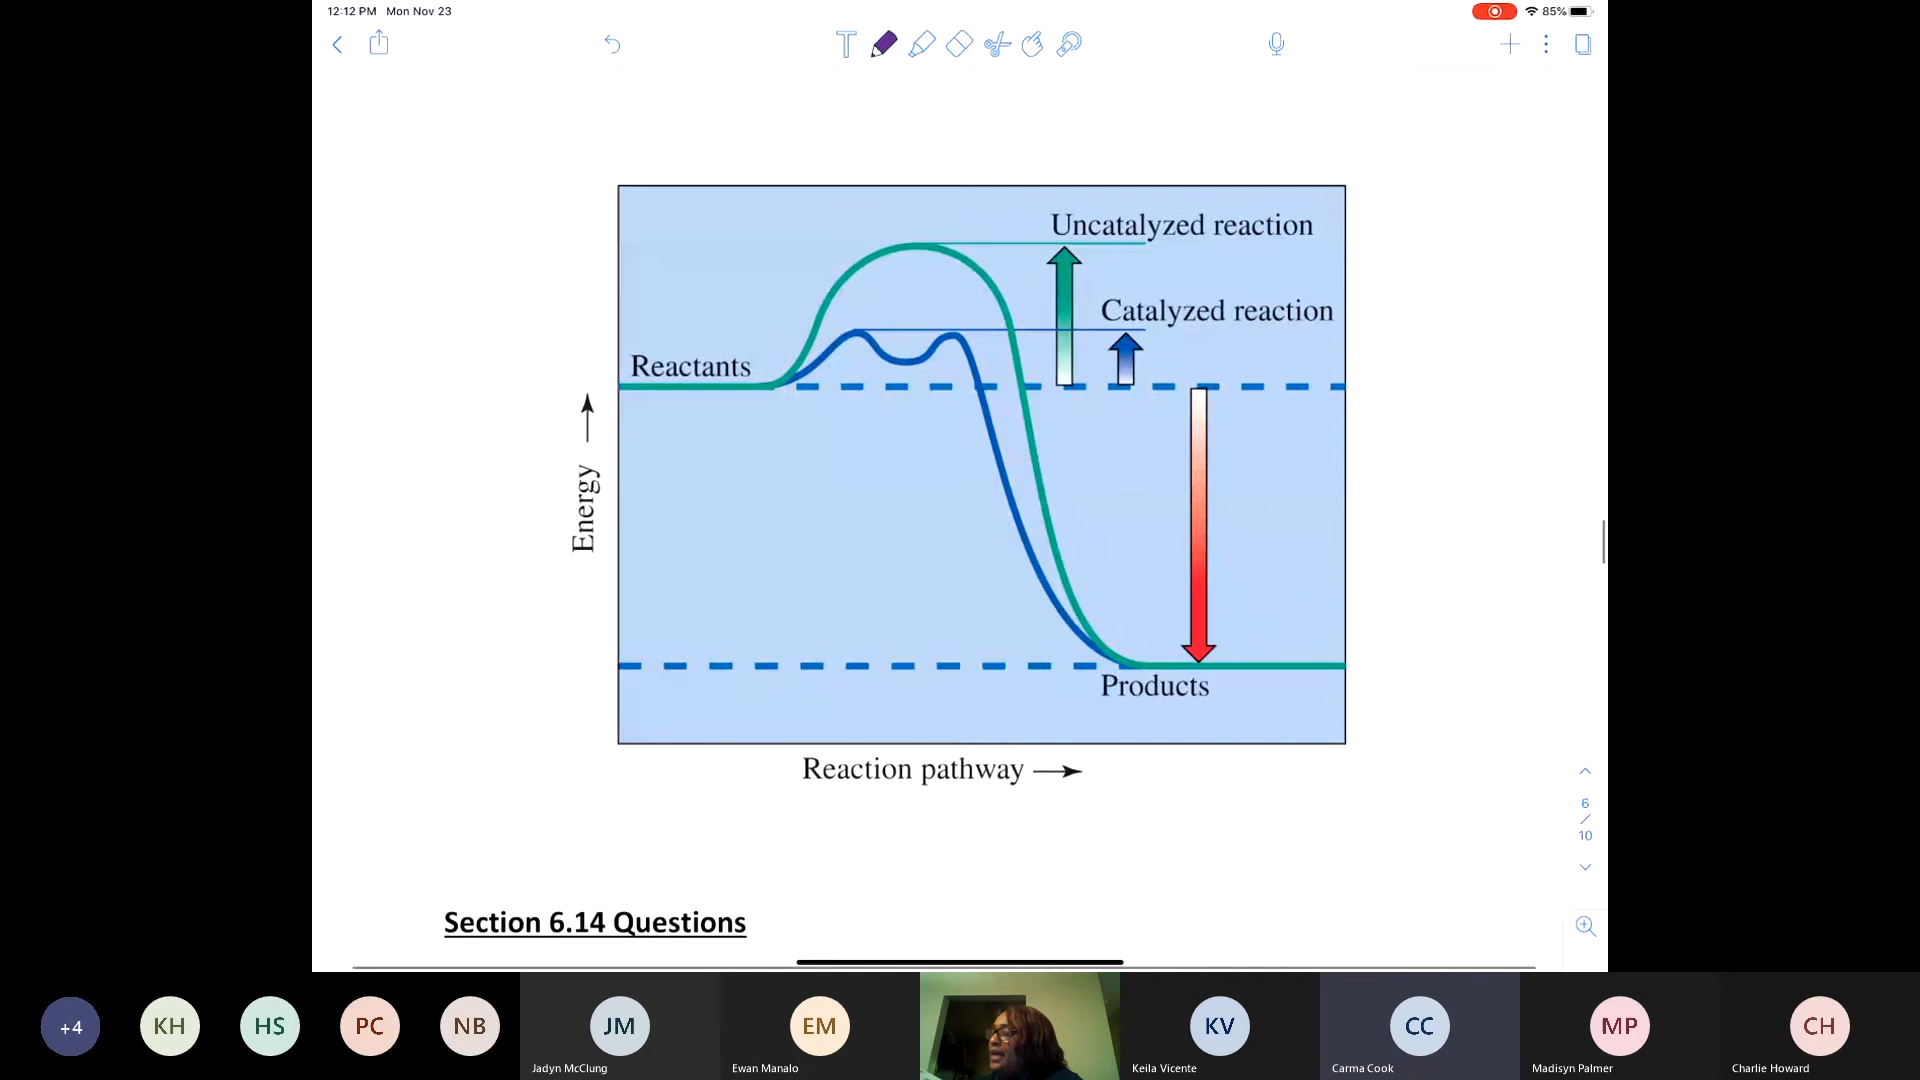 12:12 PM Mon Nov 23
85%
T
Uncatalyzed reaction
Catalyzed reaction
Reactants
Energy
Products
Reaction pathway
6
/
10
Section 6.14 Questions
+4
KH
HS
PC
NB
JM
EM
KV
CC
MP
CH
Jadyn McClung
Ewan Manalo
Keila Vicente
Carma Cook
Madisyn Palmer
Charlie Howard